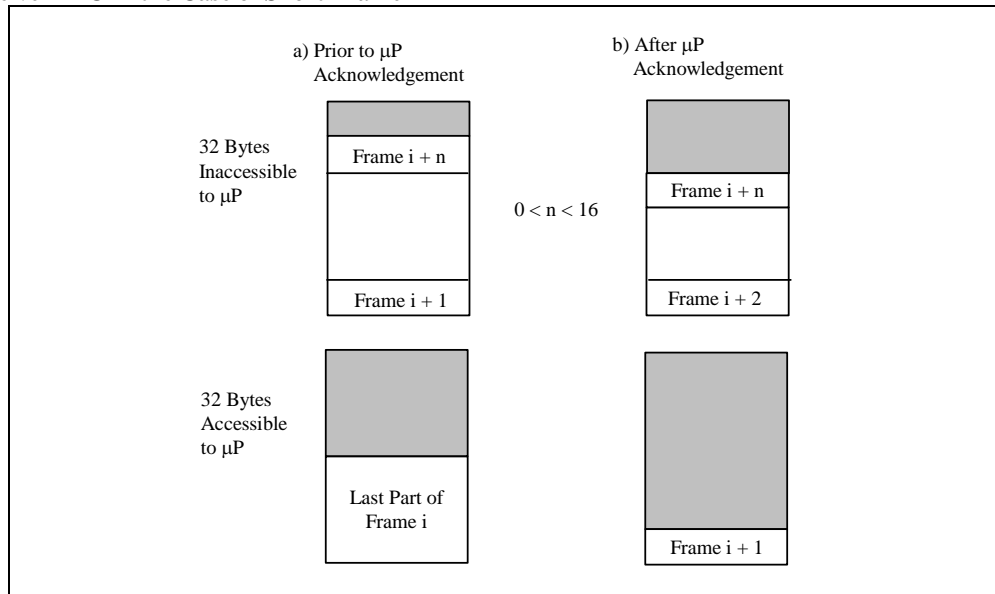 a) Prior to μP
Acknowledgement
b) After μP
Acknowledgement
32 Bytes
Inaccessible
to μP
Frame i + n
Frame i + 1
0 < n < 16
Frame i + n
Frame i + 2
32 Bytes
Accessible
to μP
Last Part of
Frame i
Frame i + 1